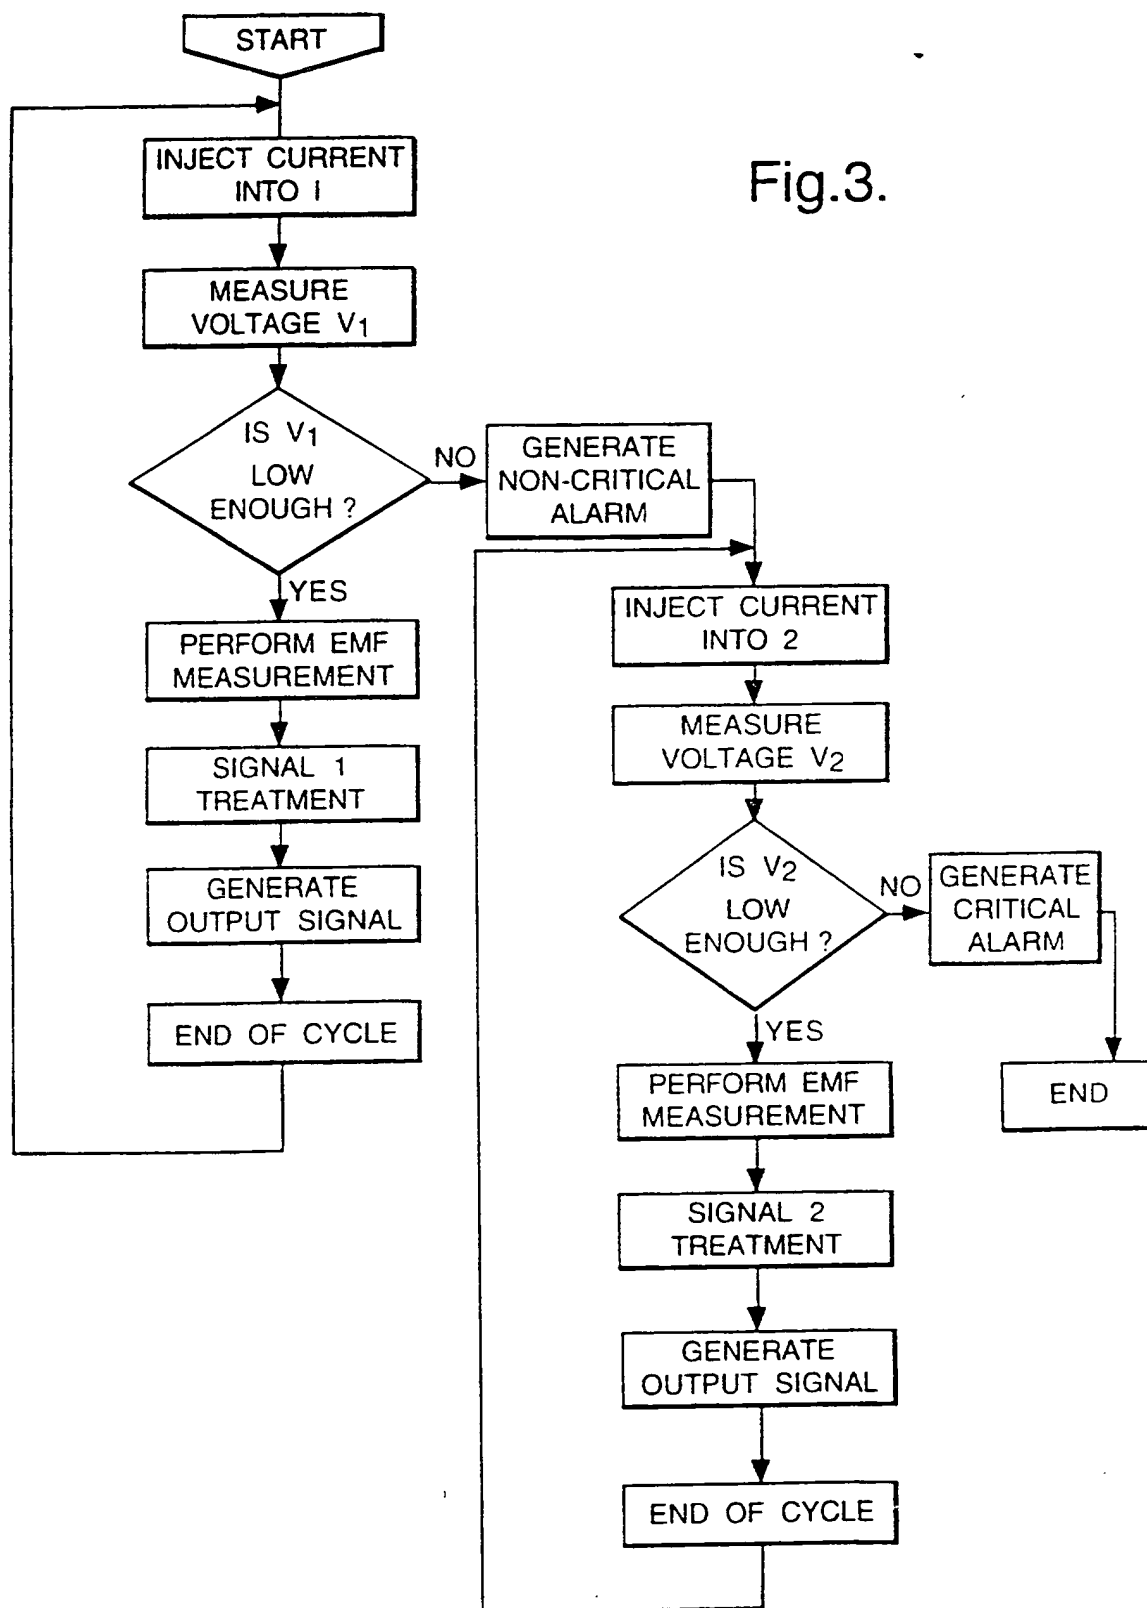 START
Fig.3.
INJECT CURRENT
INTO I
MEASURE
VOLTAGE V1
IS V1
LOW
ENOUGH ?
NO
GENERATE
NON-CRITICAL
ALARM
YES
PERFORM EMF
MEASUREMENT
SIGNAL 1
TREATMENT
GENERATE
OUTPUT SIGNAL
END OF CYCLE
INJECT CURRENT
INTO 2
MEASURE
VOLTAGE V2
IS V2
LOW
ENOUGH ?
NO
GENERATE
CRITICAL
ALARM
END
YES
PERFORM EMF
MEASUREMENT
SIGNAL 2
TREATMENT
GENERATE
OUTPUT SIGNAL
END OF CYCLE